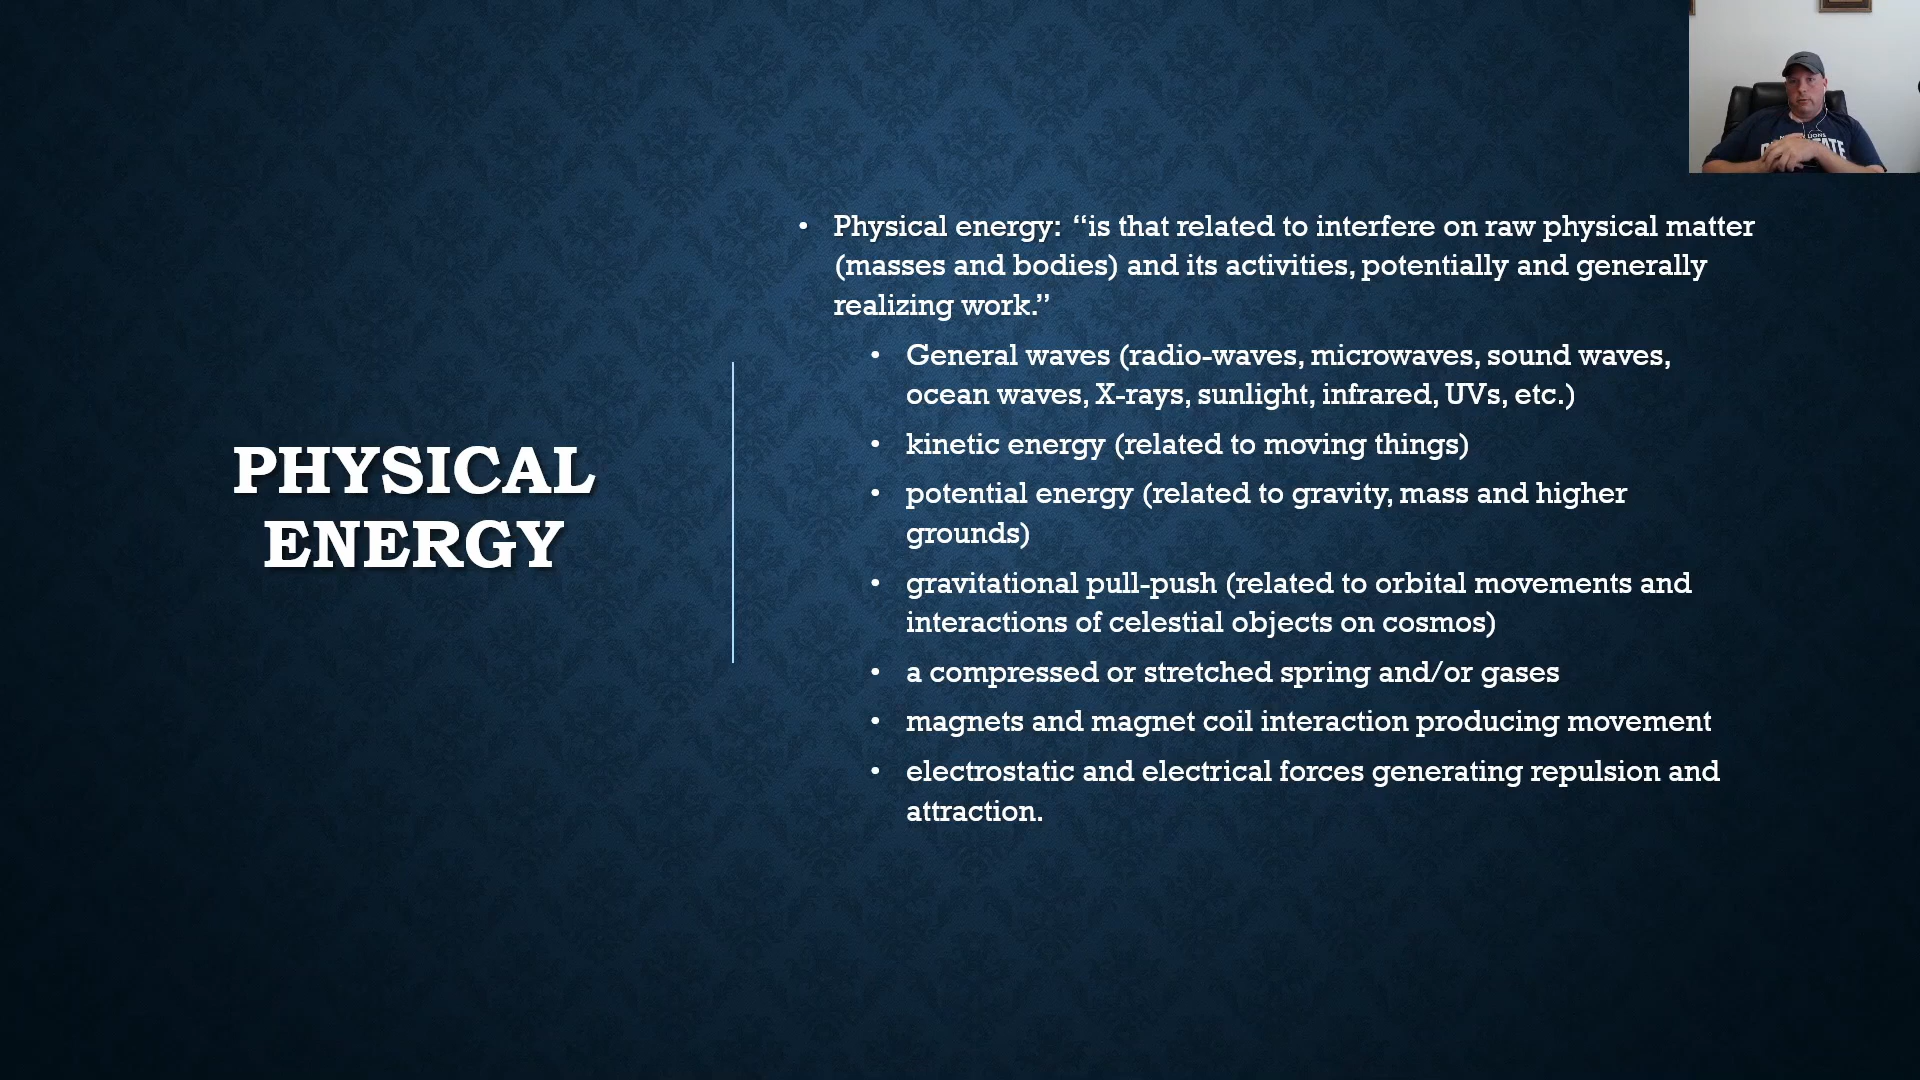 PHYSICAL
ENERGY
• Physical energy: “is that related to interfere on raw physical matter
(masses and bodies) and its activities, potentially and generally
realizing work.”
• General waves (radio-waves, microwaves, sound waves,
ocean waves, X-rays, sunlight, infrared, UVs, etc.)
• kinetic energy (related to moving things)
• potential energy (related to gravity, mass and higher
grounds)
• gravitational pull-push (related to orbital movements and
interactions of celestial objects on cosmos)
• a compressed or stretched spring and/or gases
• magnets and magnet coil interaction producing movement
• electrostatic and electrical forces generating repulsion and
attraction.